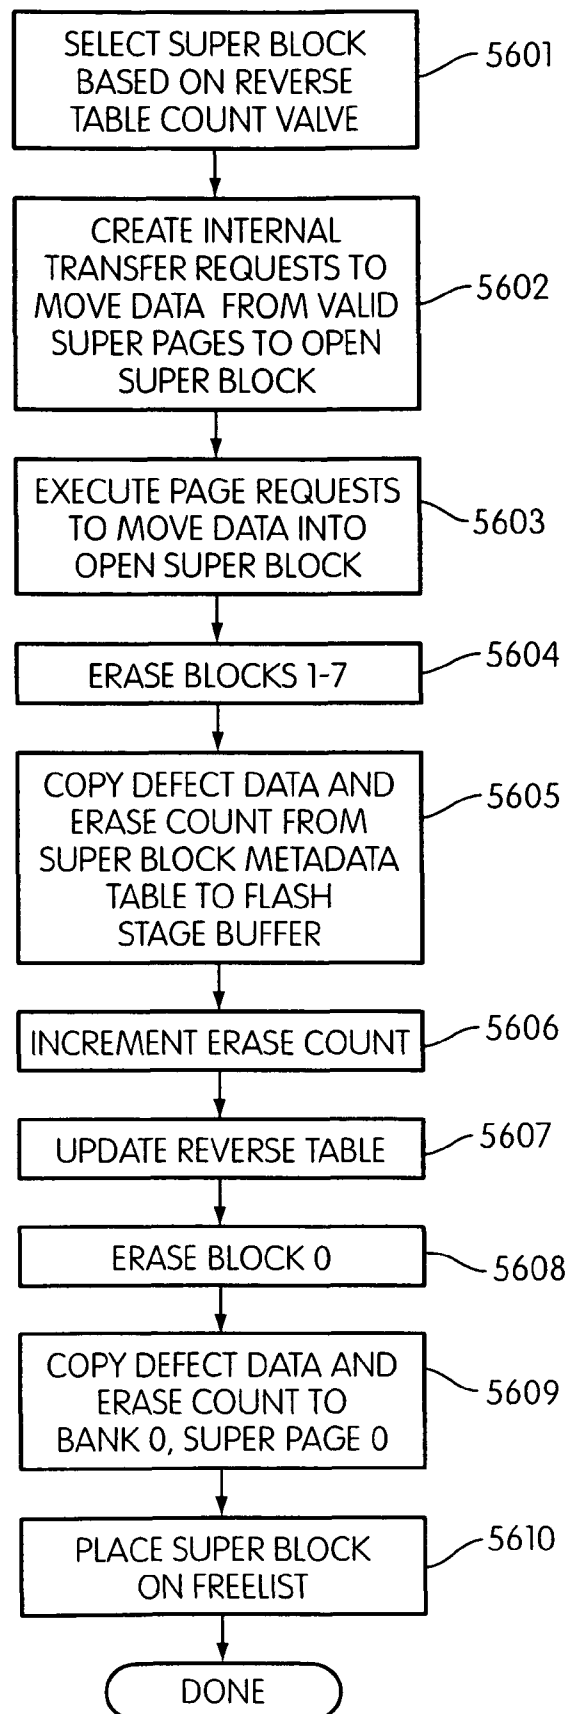 SELECT SUPER BLOCK
BASED ON REVERSE
TABLE COUNT VALVE
5601
CREATE INTERNAL
TRANSFER REQUESTS TO
MOVE DATA FROM VALID
SUPER PAGES TO OPEN
SUPER BLOCK
5602
EXECUTE PAGE REQUESTS
TO MOVE DATA INTO
OPEN SUPER BLOCK
5603
ERASE BLOCKS 1-7
5604
COPY DEFECT DATA AND
ERASE COUNT FROM
SUPER BLOCK METADATA
TABLE TO FLASH
STAGE BUFFER
5605
INCREMENT ERASE COUNT
5606
UPDATE REVERSE TABLE
5607
ERASE BLOCK 0
5608
COPY DEFECT DATA AND
ERASE COUNT TO
BANK 0, SUPER PAGE 0
5609
PLACE SUPER BLOCK
ON FREELIST
5610
DONE